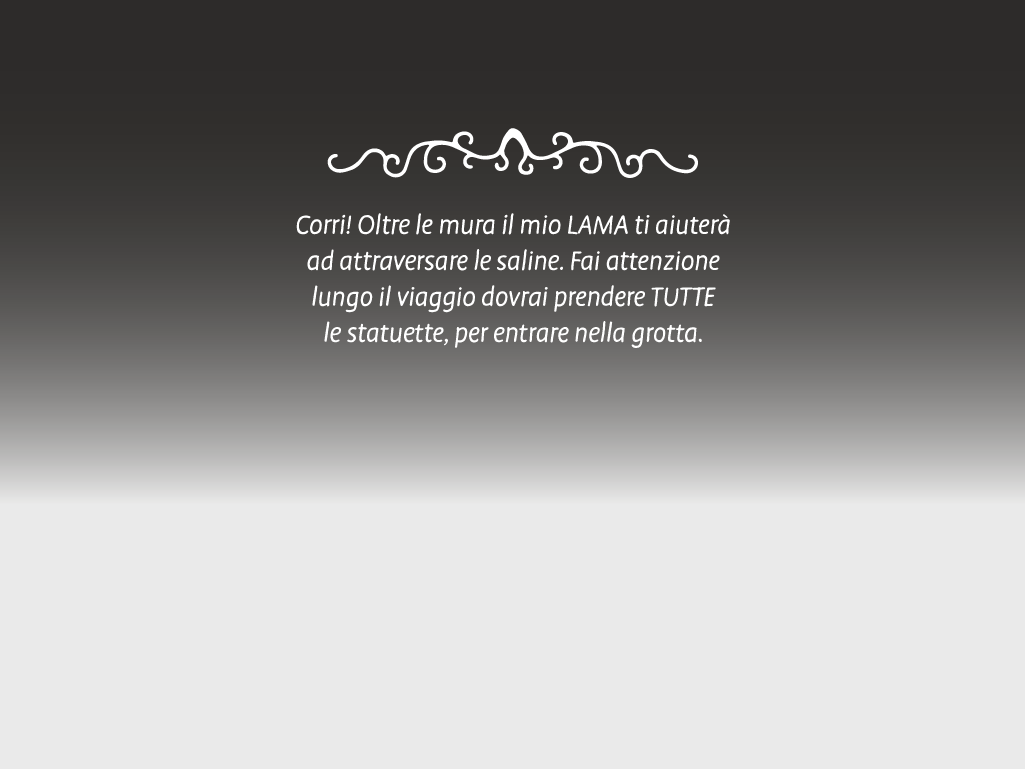 Corri! Oltre le mura il mio LAMA ti aiuterà
ad attraversare le saline. Fai attenzione
lungo il viaggio dovrai prendere TUTTE
le statuette, per entrare nella grotta.